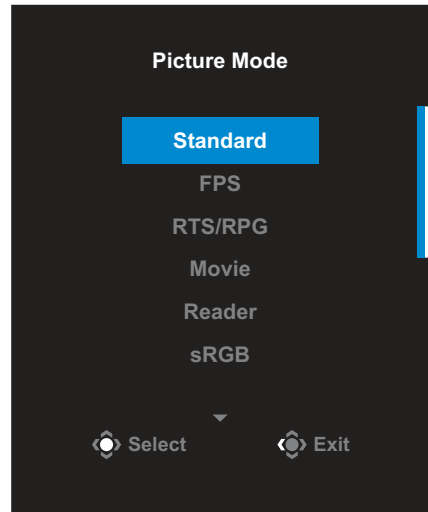 Picture Mode
Standard
FPS
RTS/RPG
Movie
Reader
sRGB
Select Exit